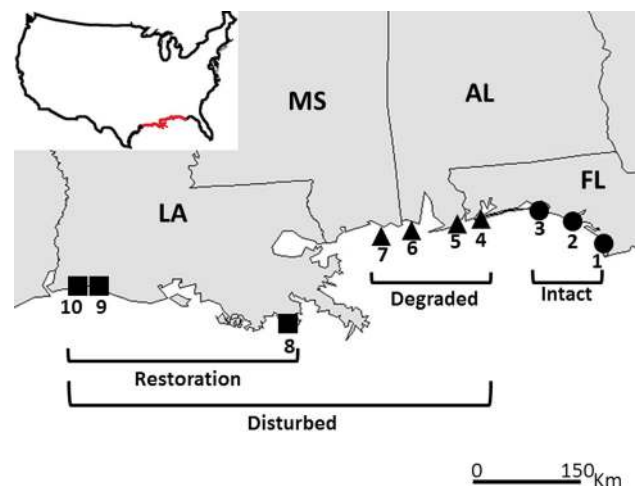 MS
AL
FL
LA
3
2
1
7
6
5
4
Degraded
Intact
10
9
8
Restoration
Disturbed
0
150
Km